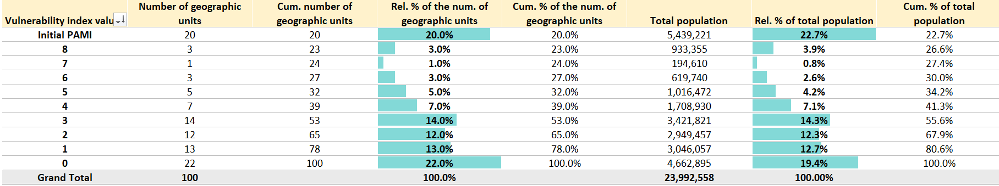 Vulnerability index valu Number of geographic units Cum. number of geographic units Rel. % of the num. of geographic units Cum. % of the num. of geographic units Total population Rel. % of total population Cum. % of total population
Initial PAMI 20 20 20.0% 20.0% 5,439,221 22.7% 22.7%
8 3 23 3.0% 23.0% 933,355 3.9% 26.6%
7 1 24 1.0% 24.0% 194,610 0.8% 27.4%
6 3 27 3.0% 27.0% 619,740 2.6% 30.0%
5 5 32 5.0% 32.0% 1,016,472 4.2% 34.2%
4 7 39 7.0% 39.0% 1,708,930 7.1% 41.3%
3 14 53 14.0% 53.0% 3,421,821 14.3% 55.6%
2 12 65 12.0% 65.0% 2,949,457 12.3% 67.9%
1 13 78 13.0% 78.0% 3,046,057 12.7% 80.6%
0 22 100 22.0% 100.0% 4,662,895 19.4% 100.0%
Grand Total 100 100.0% 23,992,558 100.00%